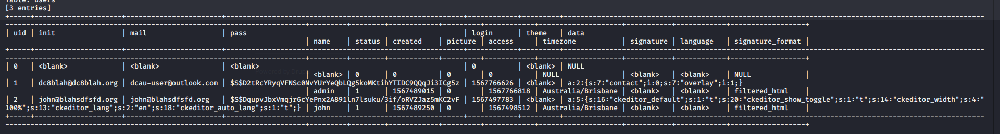 Table: users
[3 entries]
+-----+--------------------+-----------------------+---------------------------------------------------------+------------+---------+-----------------------------------------------------------------------------------------------------
-------------------------------------------------------------------------+---------+--------+------------+---------+------------+-------------------+-----------+----------+------------------+
| uid | init | mail | pass | login | theme | data
| name | status | created | picture | access | timezone | signature | language | signature_format |
+-----+--------------------+-----------------------+---------------------------------------------------------+------------+---------+-----------------------------------------------------------------------------------------------------
-------------------------------------------------------------------------+---------+--------+------------+---------+------------+-------------------+-----------+----------+------------------+
| 0 | <blank> | <blank> | <blank> | 0 | <blank> | NULL
| <blank> | 0 | 0 | 0 | 0 | NULL | <blank> | <blank> | NULL |
| 1 | dc8blah@dc8blah.org | dcau-user@outlook.com | $S$D2tRcYRyqVFNSc0NvYUrYeQbLQg5koMKtihYTIDC9QQqJi3ICg5z | 1567766626 | <blank> | a:2:{s:7:"contact";i:0;s:7:"overlay";i:1;}
| admin | 1 | 1567489015 | 0 | 1567766818 | Australia/Brisbane | <blank> | <blank> | filtered_html |
| 2 | john@blahsdfsfd.org | john@blahsdfsfd.org | $S$DqupvJbxVmqjr6cYePnx2A891ln7lsuku/3if/oRVZJaz5mKC2vF | 1567497783 | <blank> | a:5:{s:16:"ckeditor_default";s:1:"t";s:20:"ckeditor_show_toggle";s:1:"t";s:14:"ckeditor_width";s:4:"
100%";s:13:"ckeditor_lang";s:2:"en";s:18:"ckeditor_auto_lang";s:1:"t";} | john | 1 | 1567489250 | 0 | 1567498512 | Australia/Brisbane | <blank> | <blank> | filtered_html |
+-----+--------------------+-----------------------+---------------------------------------------------------+------------+---------+-----------------------------------------------------------------------------------------------------
-------------------------------------------------------------------------+---------+--------+------------+---------+------------+-------------------+-----------+----------+------------------+